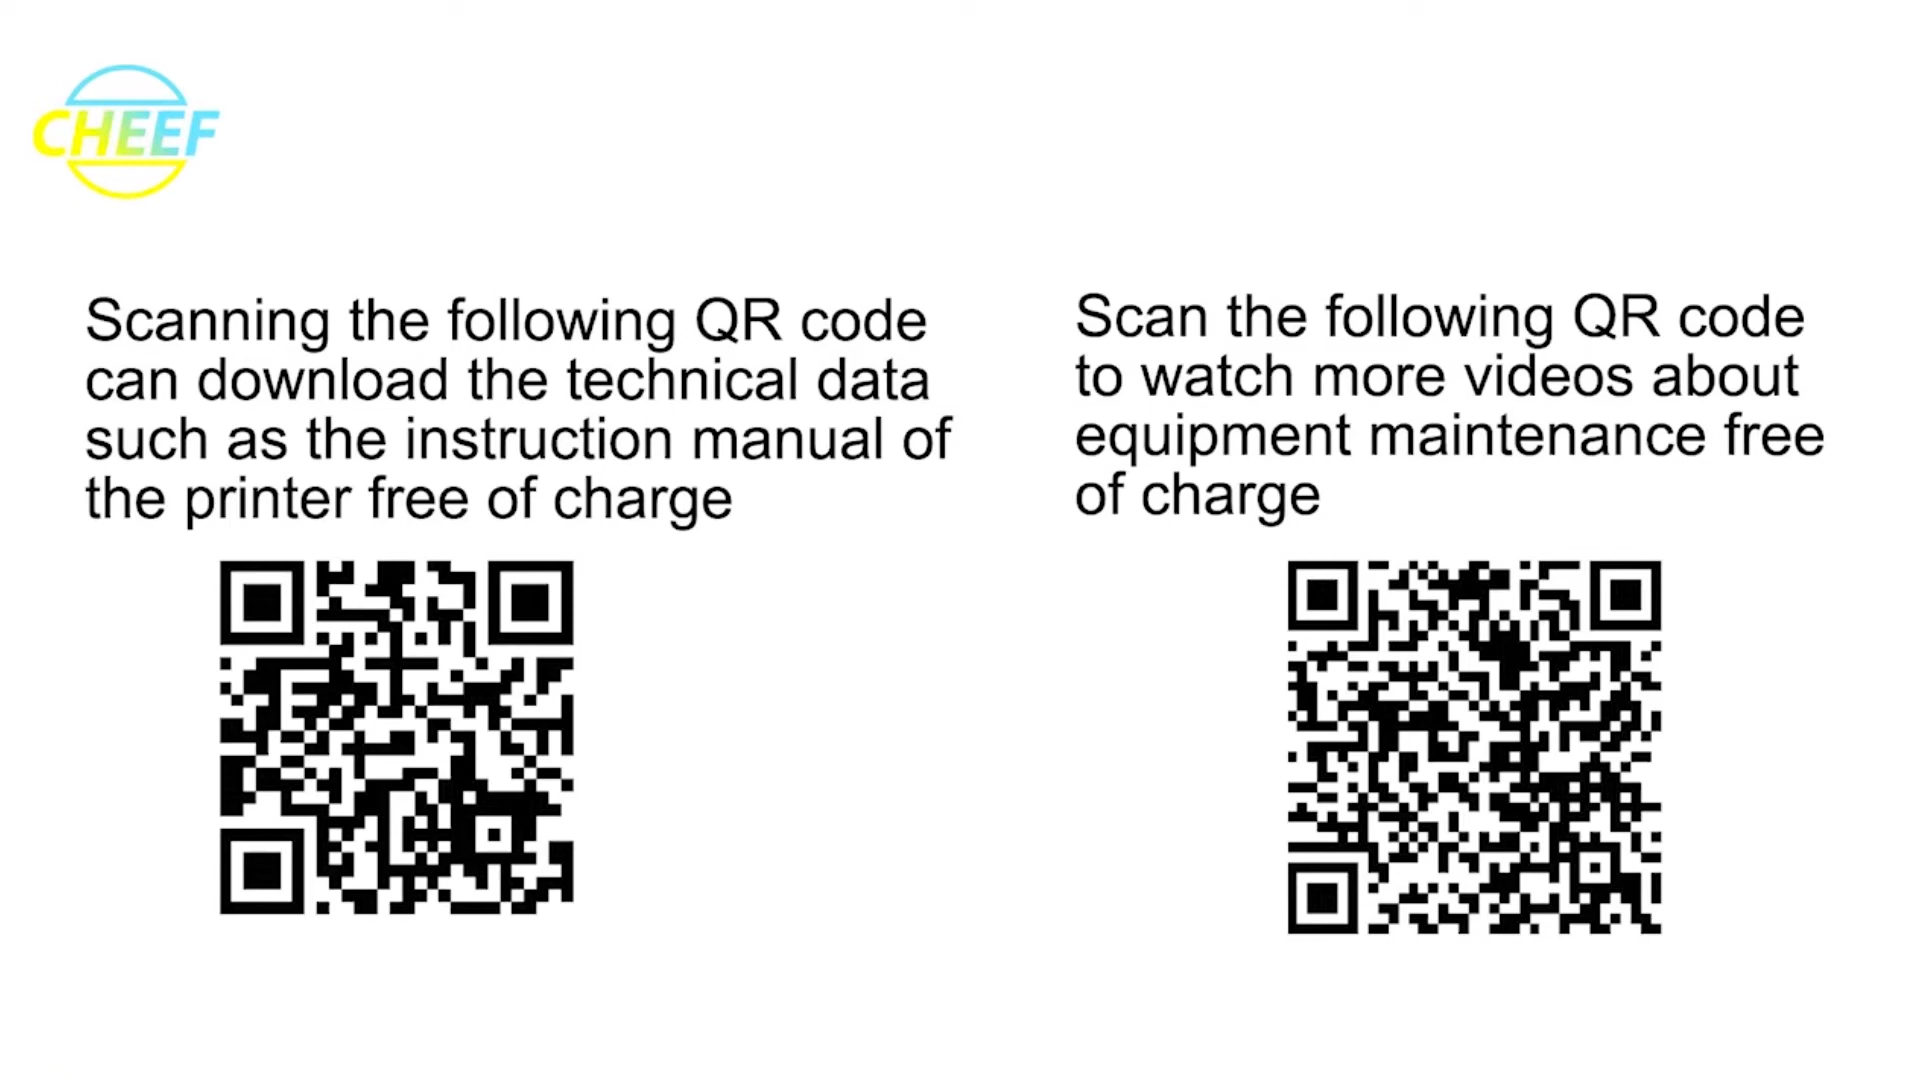 CHEEF
Scanning the following QR code
can download the technical data
such as the instruction manual of
the printer free of charge
Scan the following QR code
to watch more videos about
equipment maintenance free
of charge